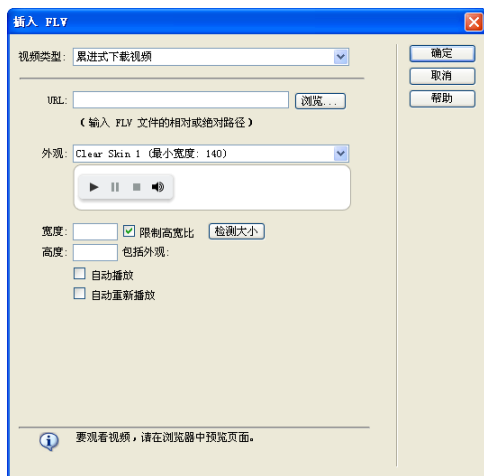 插入 FLV
视频类型: 累进式下载视频
确定
取消
帮助
URL: 浏览...
(输入 FLV 文件的相对或绝对路径)
外观: Clear Skin 1 (最小宽度: 140)
宽度: 限制高宽比 检测大小
高度: 包括外观:
自动播放
自动重新播放
要观看视频,请在浏览器中预览页面。